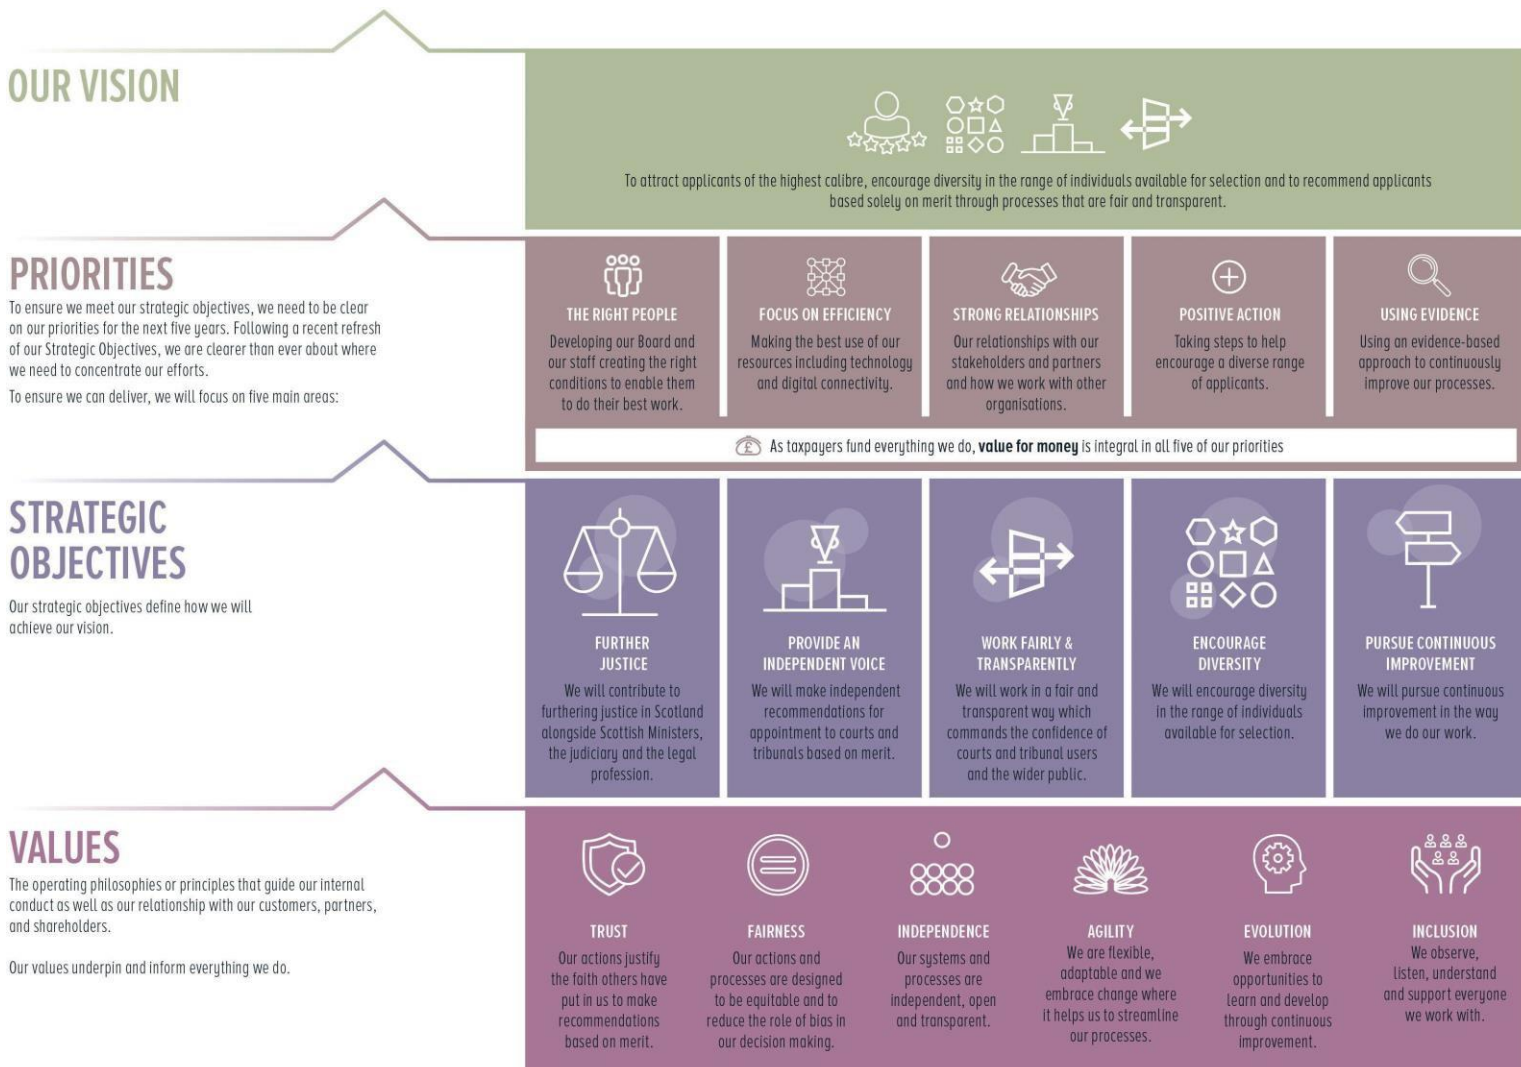 OUR VISION
To attract applicants of the highest calibre, encourage diversity in the range of individuals available for selection and to recommend applicants
based solely on merit through processes that are fair and transparent.
PRIORITIES
To ensure we meet our strategic objectives, we need to be clear
on our priorities for the next five years. Following a recent refresh
of our Strategic Objectives, we are clearer than ever about where
we need to concentrate our efforts.
To ensure we can deliver, we will focus on five main areas:
THE RIGHT PEOPLE
Developing our Board and
our staff creating the right
conditions to enable them
to do their best work.
FOCUS ON EFFICIENCY
Making the best use of our
resources including technology
and digital connectivity.
STRONG RELATIONSHIPS
Our relationships with our
stakeholders and partners
and how we work with other
organisations.
POSITIVE ACTION
Taking steps to help
encourage a diverse range
of applicants.
USING EVIDENCE
Using an evidence-based
approach to continuously
improve our processes.
£ As taxpayers fund everything we do, value for money is integral in all five of our priorities
STRATEGIC
OBJECTIVES
Our strategic objectives define how we will
achieve our vision.
FURTHER
JUSTICE
We will contribute to
furthering justice in Scotland
alongside Scottish Ministers,
the judiciary and the legal
profession.
PROVIDE AN
INDEPENDENT VOICE
We will make independent
recommendations for
appointment to courts and
tribunals based on merit.
WORK FAIRLY &
TRANSPARENTLY
We will work in a fair and
transparent way which
commands the confidence of
courts and tribunal users
and the wider public.
ENCOURAGE
DIVERSITY
We will encourage diversity
in the range of individuals
available for selection.
PURSUE CONTINUOUS
IMPROVEMENT
We will pursue continuous
improvement in the way
we do our work.
VALUES
The operating philosophies or principles that guide our internal
conduct as well as our relationship with our customers, partners,
and shareholders.
Our values underpin and inform everything we do.
TRUST
Our actions justify
the faith others have
put in us to make
recommendations
based on merit.
FAIRNESS
Our actions and
processes are designed
to be equitable and to
reduce the role of bias in
our decision making.
INDEPENDENCE
Our systems and
processes are
independent, open
and transparent.
AGILITY
We are flexible,
adaptable and we
embrace change where
it helps us to streamline
our processes.
EVOLUTION
We embrace
opportunities to
learn and develop
through continuous
improvement.
INCLUSION
We observe,
listen, understand
and support everyone
we work with.